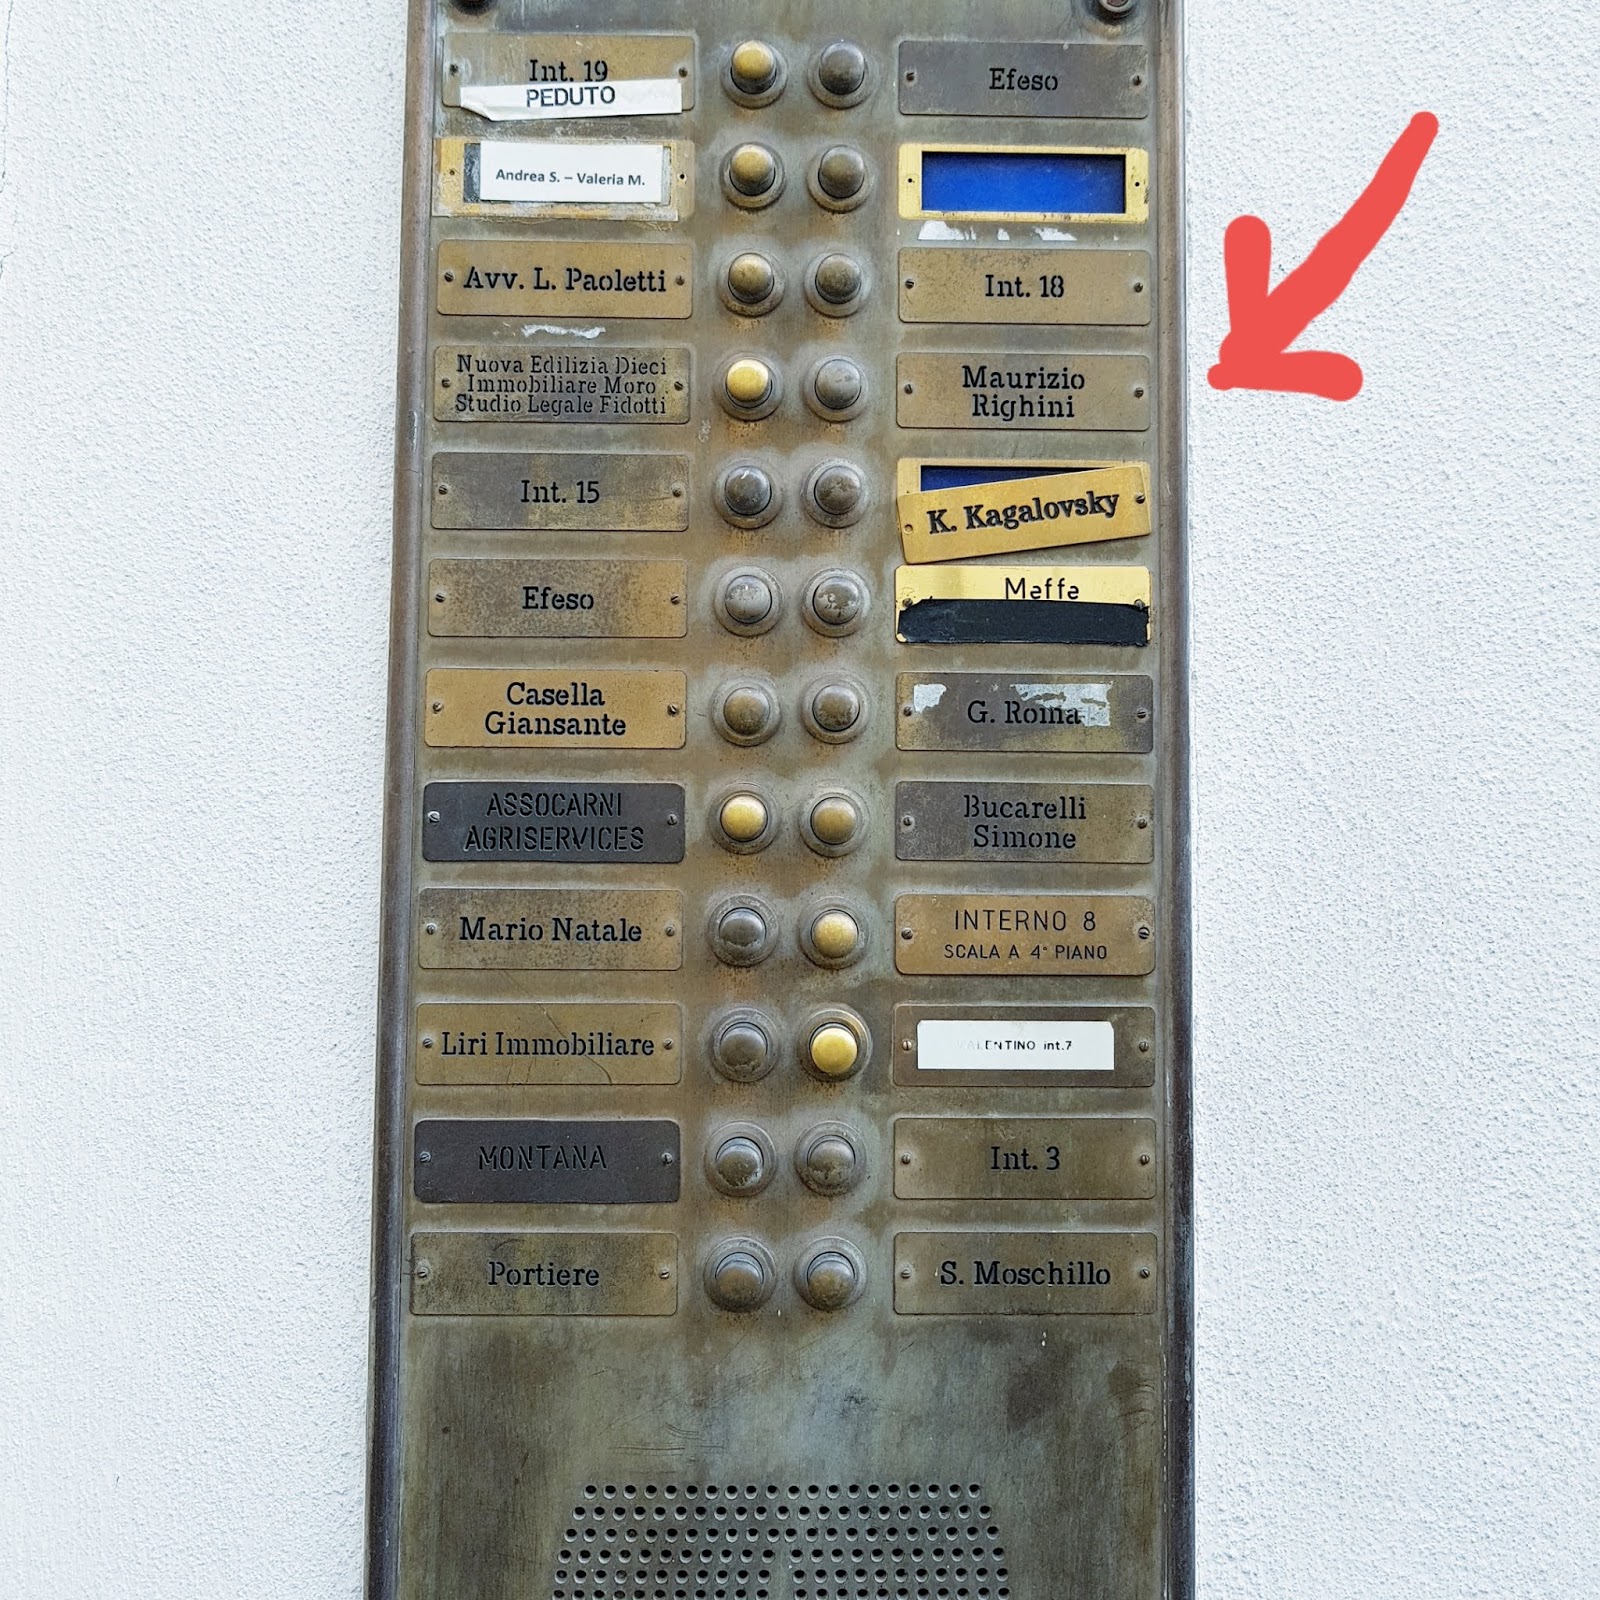 Int. 19
PEDUTO
Efeso
Andrea S. – Valeria M.
Avv. L. Paoletti
Int. 18
Nuova Edilizia Dieci
Immobiliare Moro
Studio Legale Fidotti
Maurizio
Righini
Int. 15
K. Kagalovsky
Efeso
Meffe
Casella
Giansante
G. Roma
ASSOCARNI
AGRISERVICES
Bucarelli
Simone
Mario Natale
INTERNO 8
SCALA A 4° PIANO
Liri Immobiliare
VALENTINO int.7
MONTANA
Int. 3
Portiere
S. Moschillo